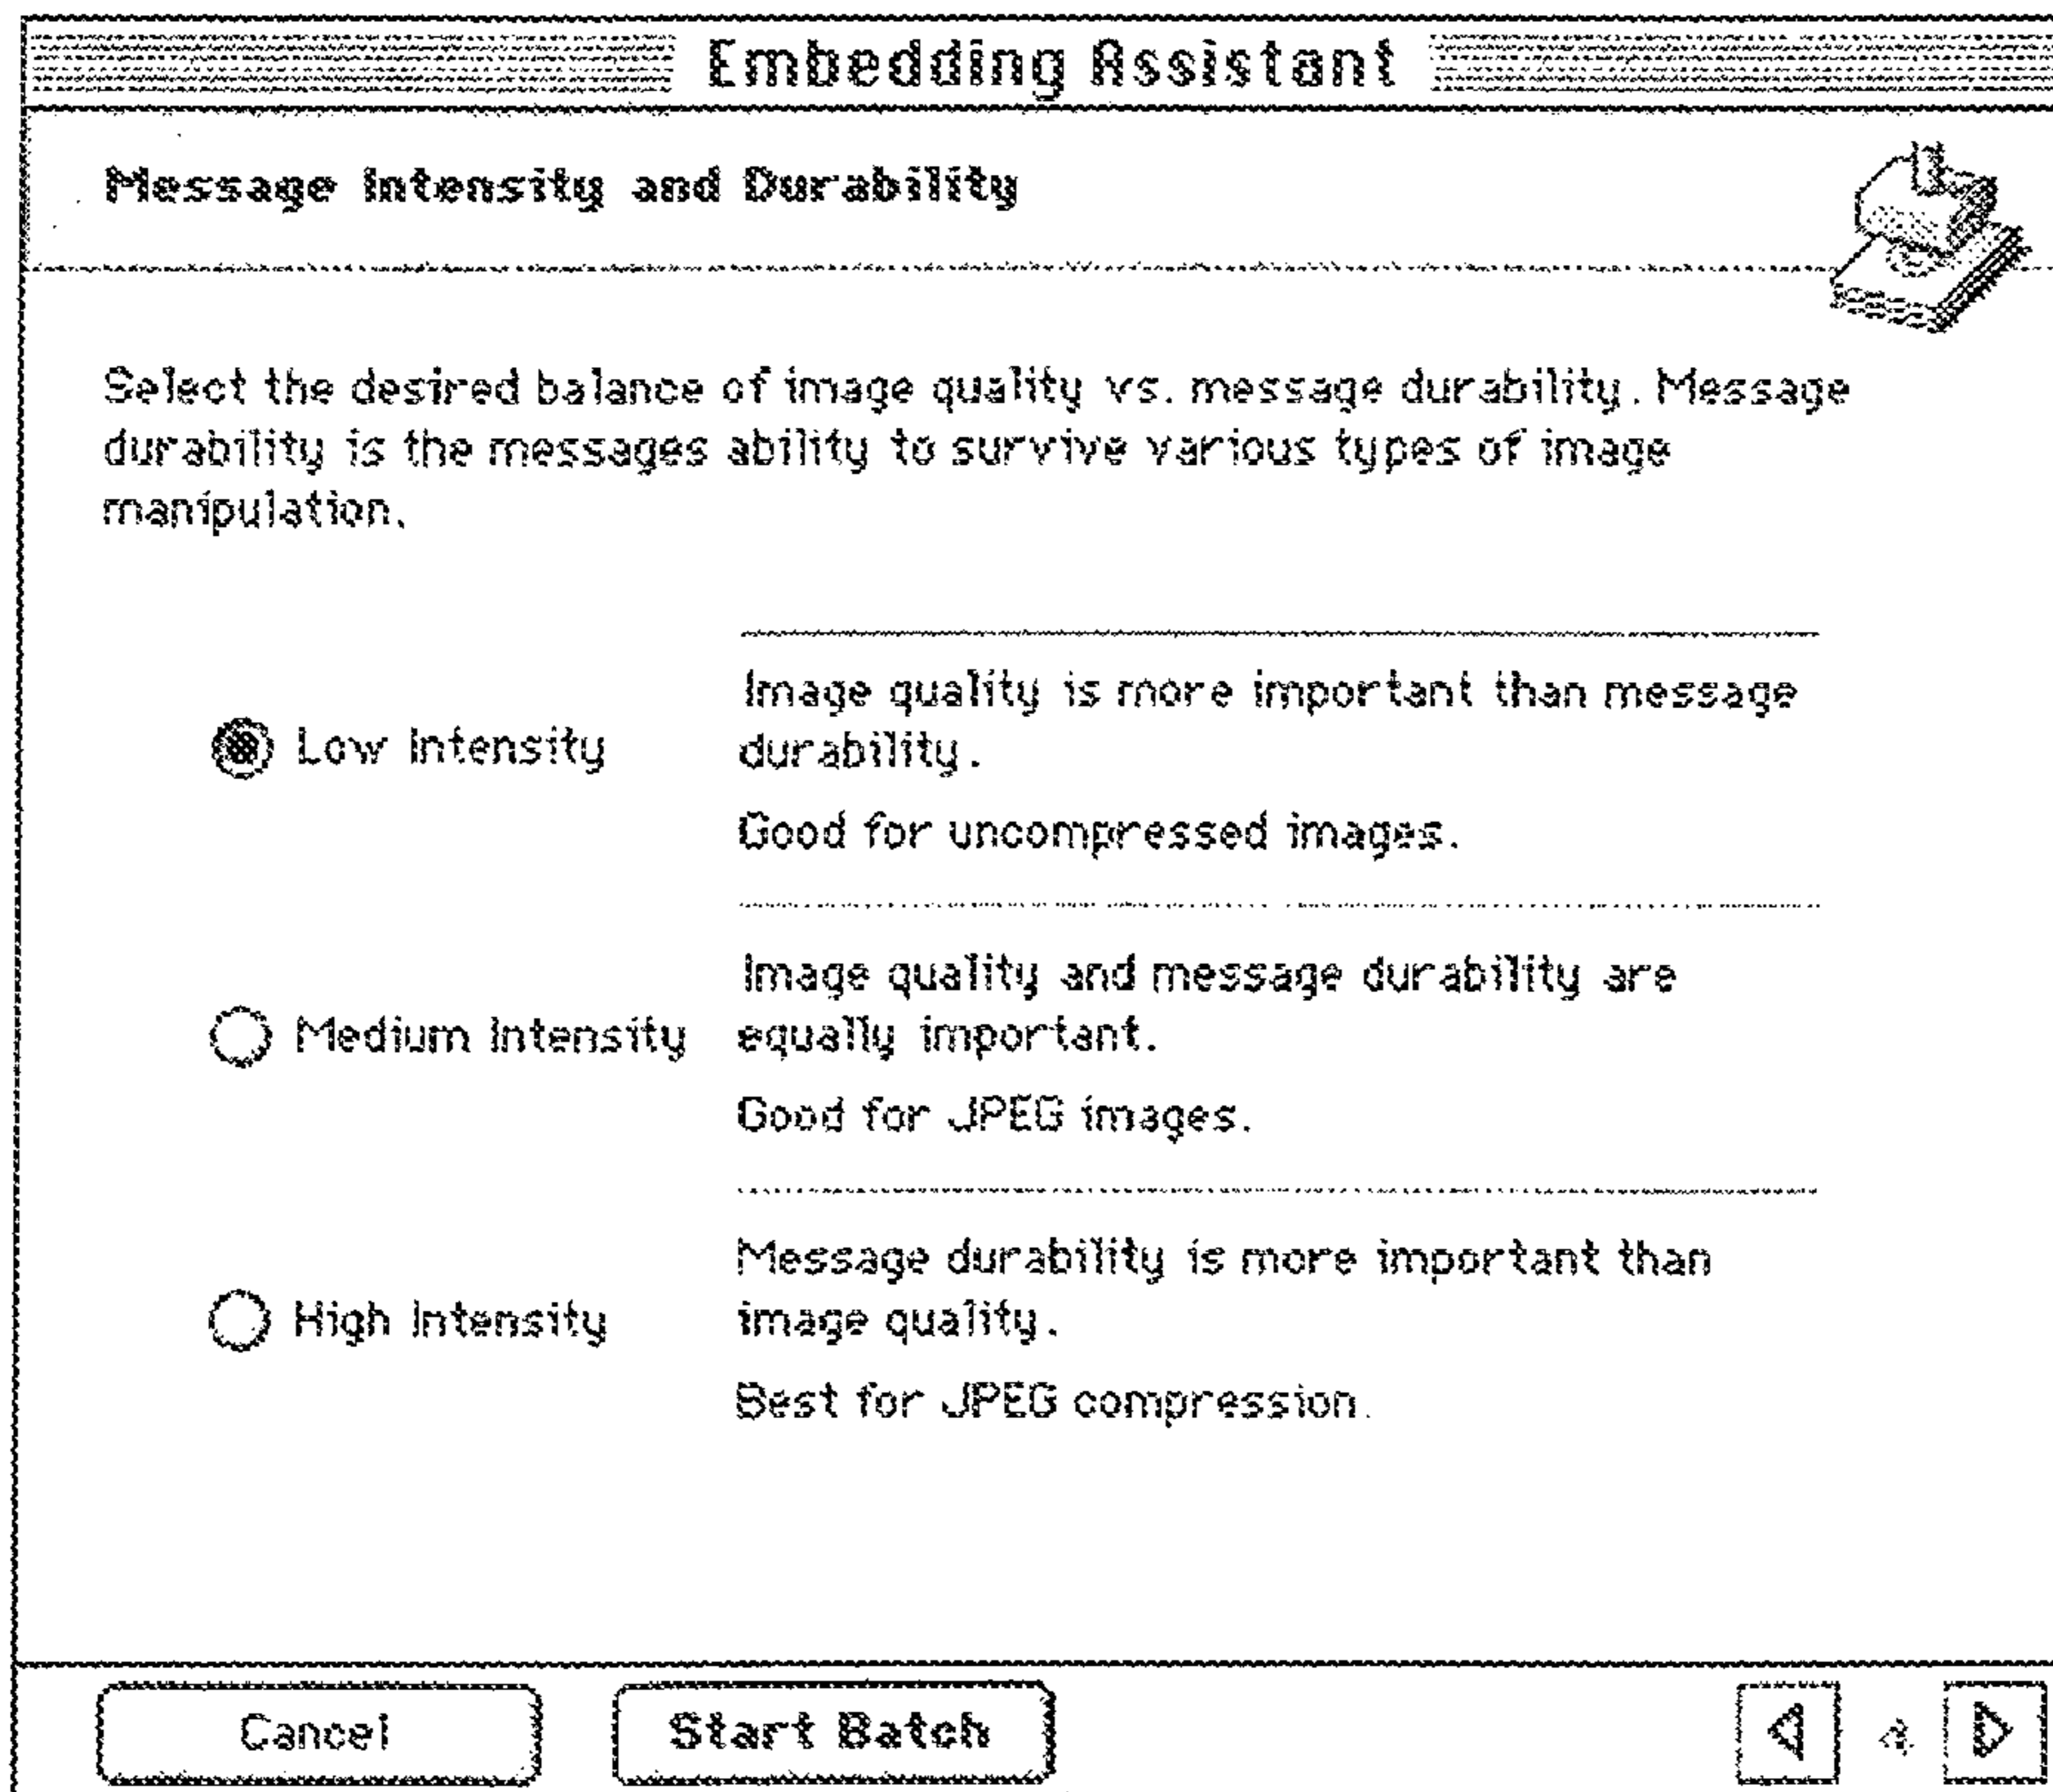 Embedding Assistant
Message Intensity and Durability
Select the desired balance of image quality vs. message durability. Message
durability is the messages ability to survive various types of image
manipulation.
Low Intensity
Image quality is more important than message
durability.
Good for uncompressed images.
Medium Intensity
Image quality and message durability are
equally important.
Good for JPEG images.
High Intensity
Message durability is more important than
image quality.
Best for JPEG compression.
Cancel
Start Batch
4